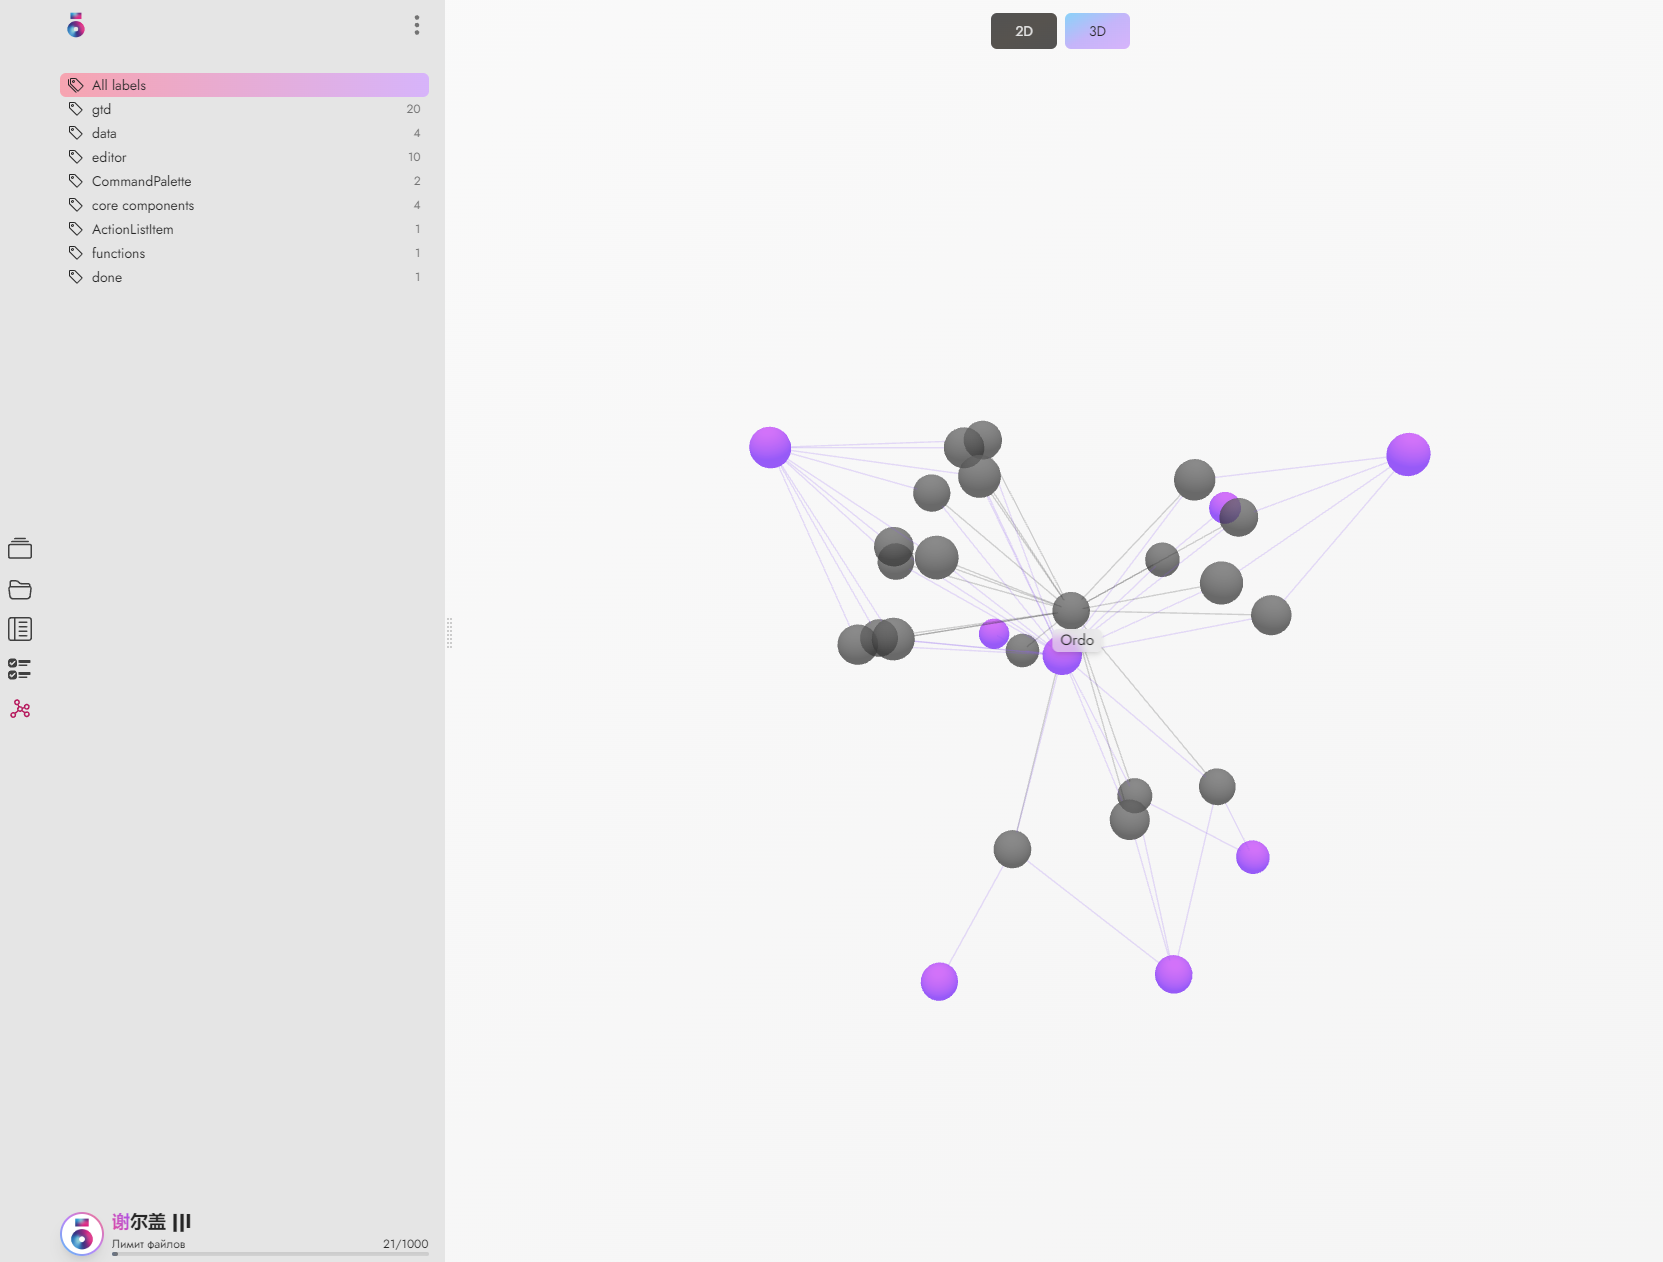 2D
3D
All labels
gtd 20
data 4
editor 10
CommandPalette 2
core components 4
ActionListItem 1
functions 1
done 1
Ordo
谢尔盖 |||
Лимит файлов 21/1000